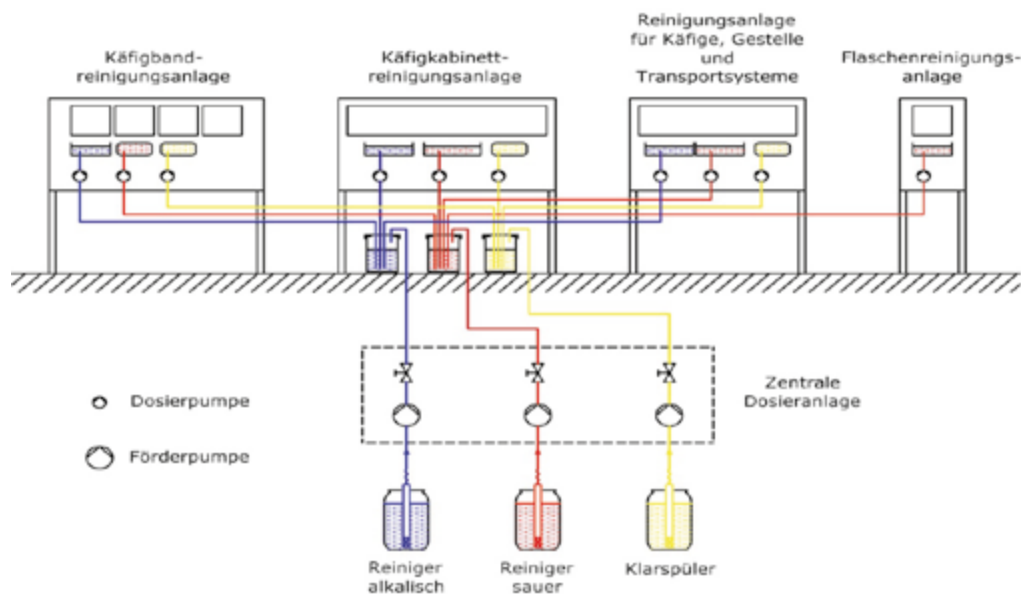 Käfigband-
reinigungsanlage
Käfigkabinett-
reinigungsanlage
Reinigungsanlage
für Käfige, Gestelle
und
Transportsysteme
Flaschenreinigungs-
anlage
Zentrale
Dosieranlage
Dosierpumpe
Förderpumpe
Reiniger
alkalisch
Reiniger
sauer
Klarspüler